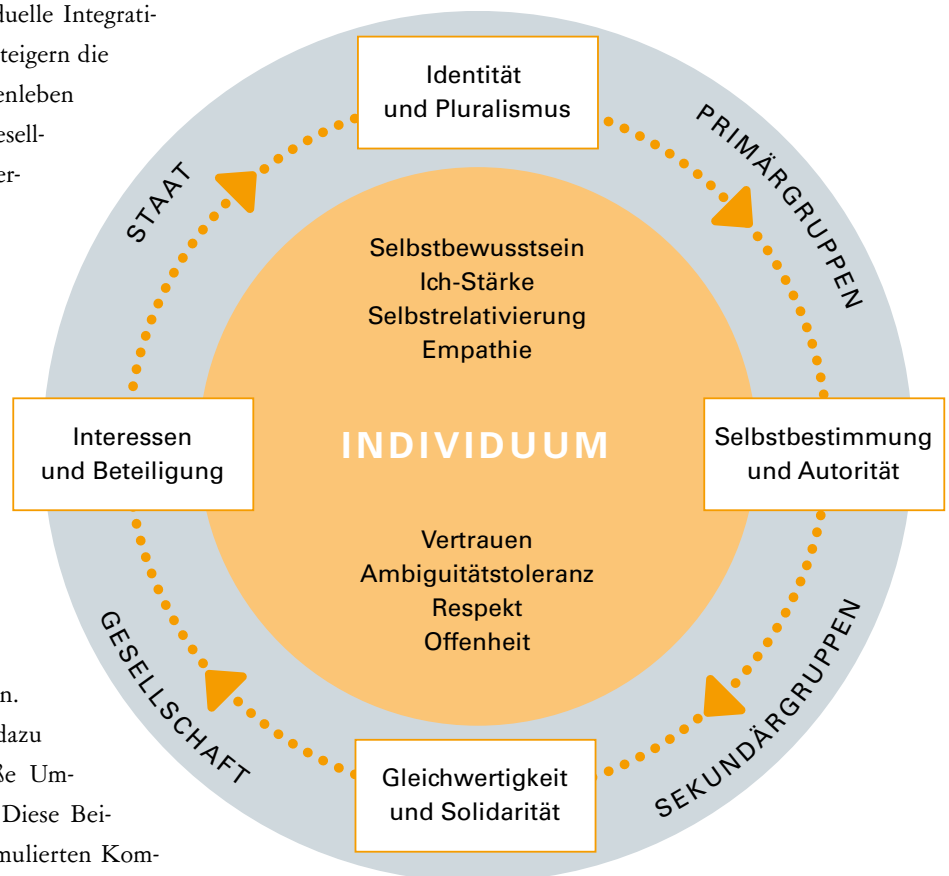 duelle Integrati-
teigern die
enleben
esell-
er-
Identität
und Pluralismus
STAAT
PRIMÄRGRUPPEN
Selbstbewusstsein
Ich-Stärke
Selbstrelativierung
Empathie
Interessen
und Beteiligung
INDIVIDUUM
Selbstbestimmung
und Autorität
Vertrauen
Ambiguitätstoleranz
Respekt
Offenheit
GESELLSCHAFT
SEKUNDÄRGRUPPEN
Gleichwertigkeit
und Solidarität
n.
dazu
ße Um-
Diese Bei-
mulierten Kom-